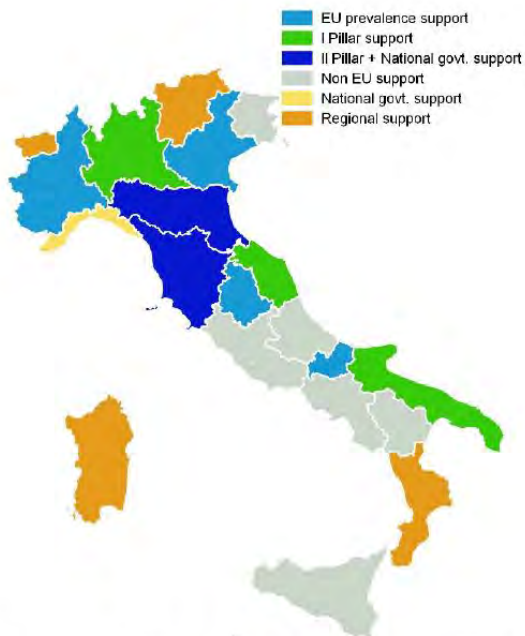 EU prevalence support
I Pillar support
II Pillar + National govt. support
Non EU support
National govt. support
Regional support